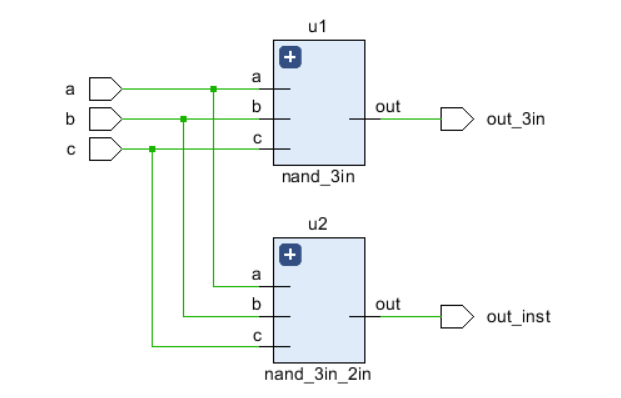 u1
a
a
b
b
out
out_3in
c
c
nand_3in
u2
a
b
out
out_inst
c
nand_3in_2in